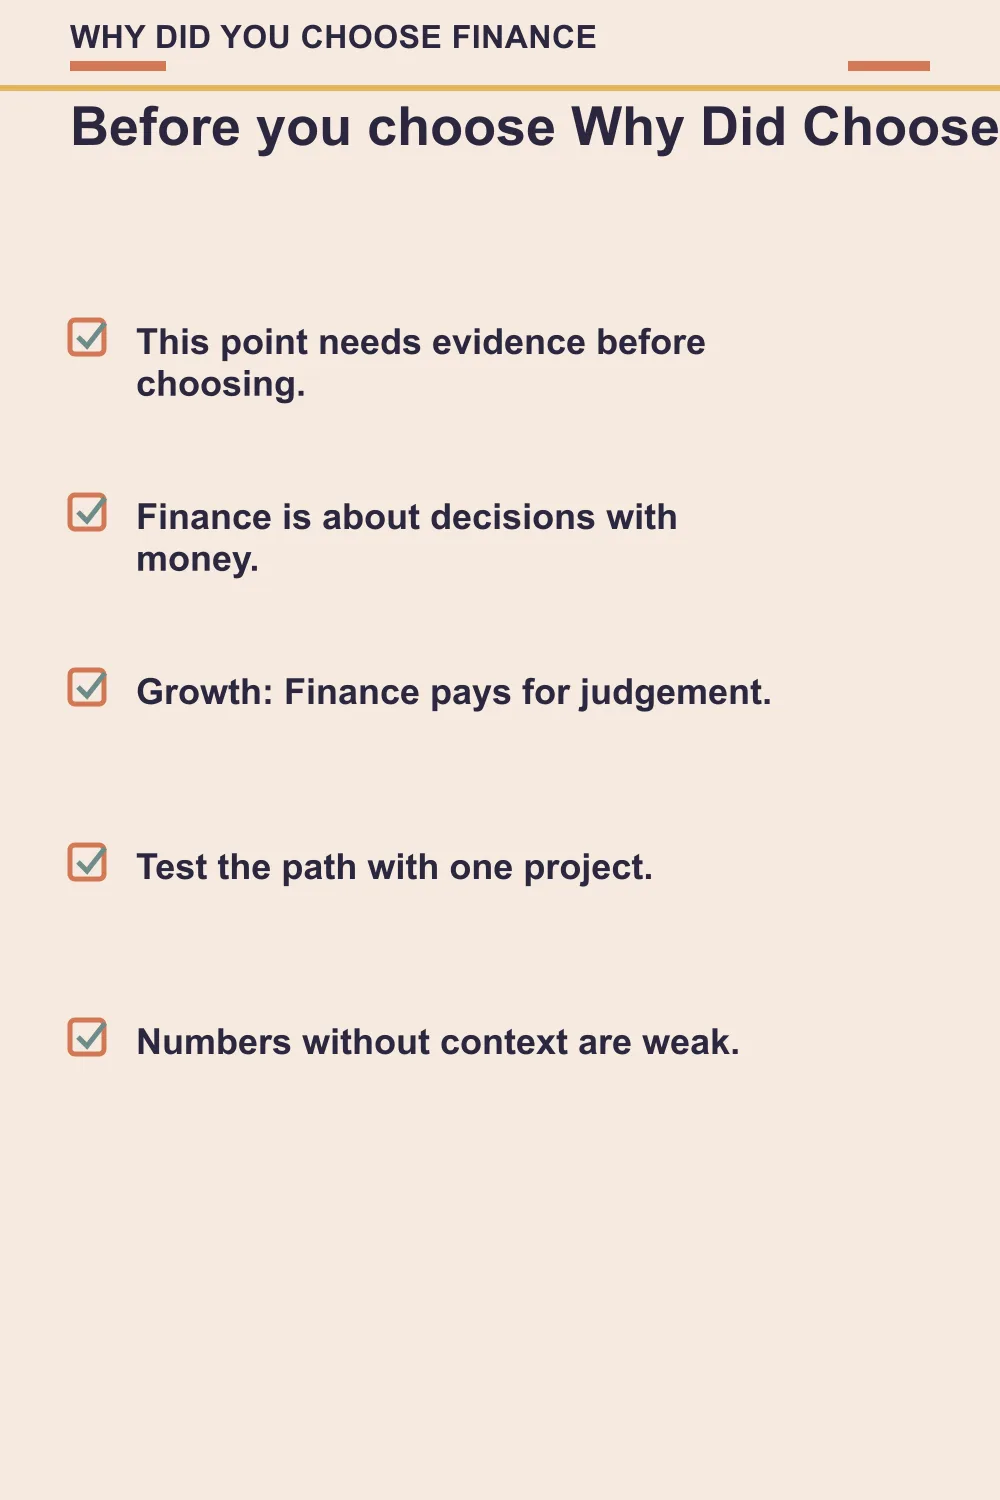 WHY DID YOU CHOOSE FINANCE
Before you choose Why Did Choose
This point needs evidence before
choosing.
Finance is about decisions with
money.
Growth: Finance pays for judgement.
Test the path with one project.
Numbers without context are weak.